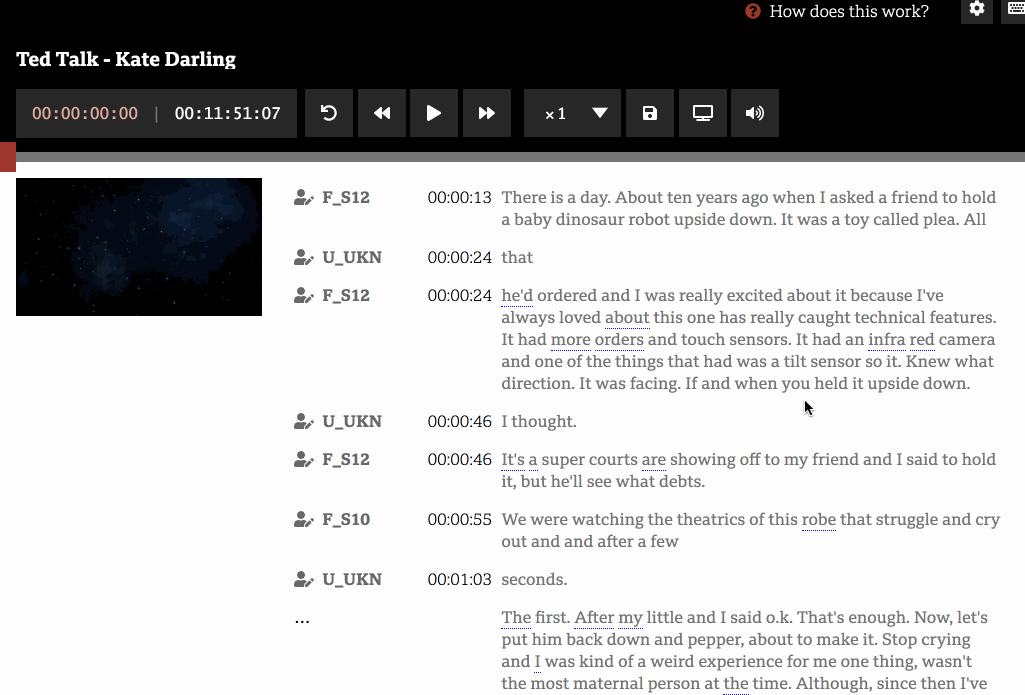 How does this work?
Ted Talk - Kate Darling
00:00:00:00 | 00:11:51:07
×1
F_S12 00:00:13 There is a day. About ten years ago when I asked a friend to hold
a baby dinosaur robot upside down. It was a toy called plea. All
U_UKN 00:00:24 that
F_S12 00:00:24 he'd ordered and I was really excited about it because I've
always loved about this one has really caught technical features.
It had more orders and touch sensors. It had an infra red camera
and one of the things that had was a tilt sensor so it. Knew what
direction. It was facing. If and when you held it upside down.
U_UKN 00:00:46 I thought.
F_S12 00:00:46 It's a super courts are showing off to my friend and I said to hold
it, but he'll see what debts.
F_S10 00:00:55 We were watching the theatrics of this robe that struggle and cry
out and and after a few
U_UKN 00:01:03 seconds.
... The first. After my little and I said o.k. That's enough. Now, let's
put him back down and pepper, about to make it. Stop crying
and I was kind of a weird experience for me one thing, wasn't
the most maternal person at the time. Although, since then I've